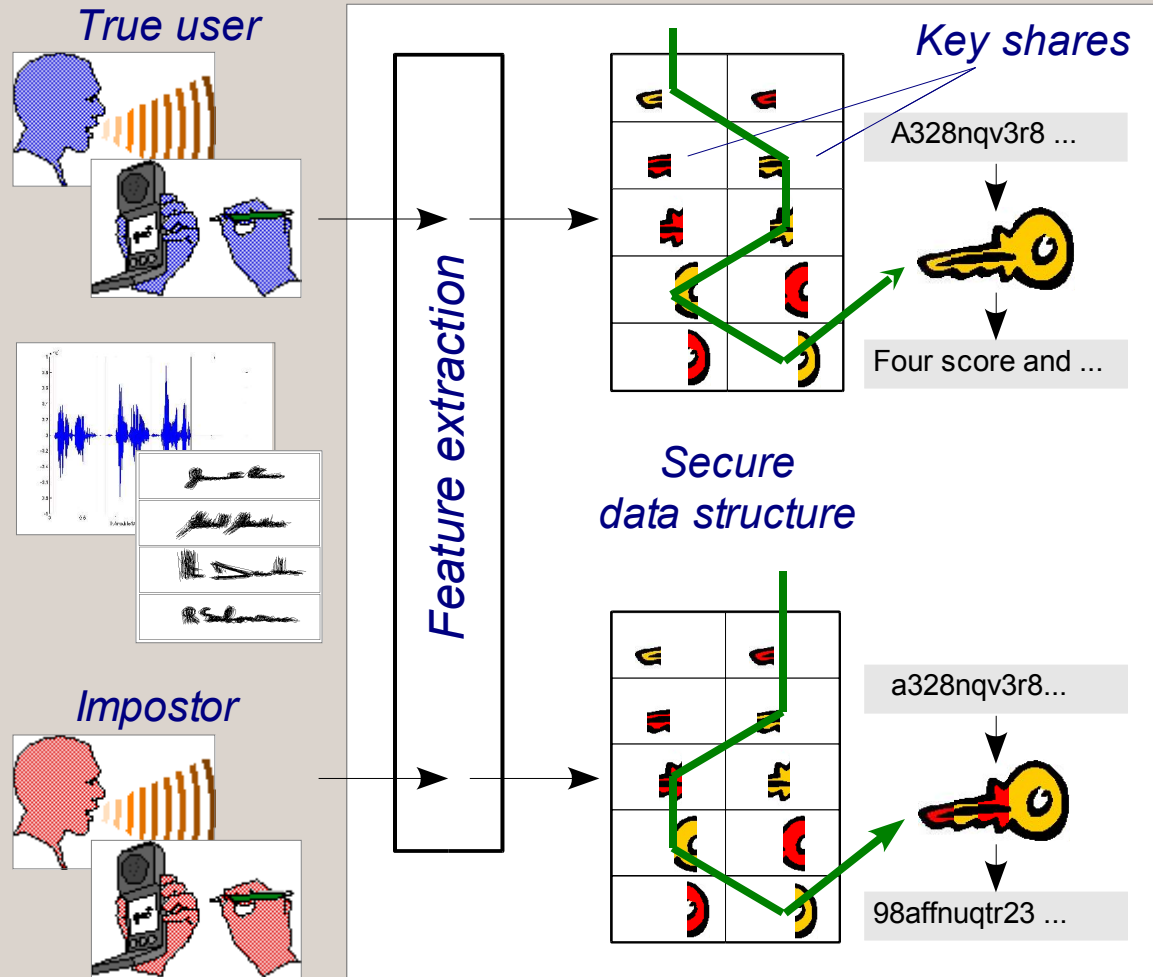 True user
Key shares
A328nqv3r8 ...
Four score and ...
Feature extraction
Secure
data structure
Impostor
a328nqv3r8...
98affnuqtr23 ...